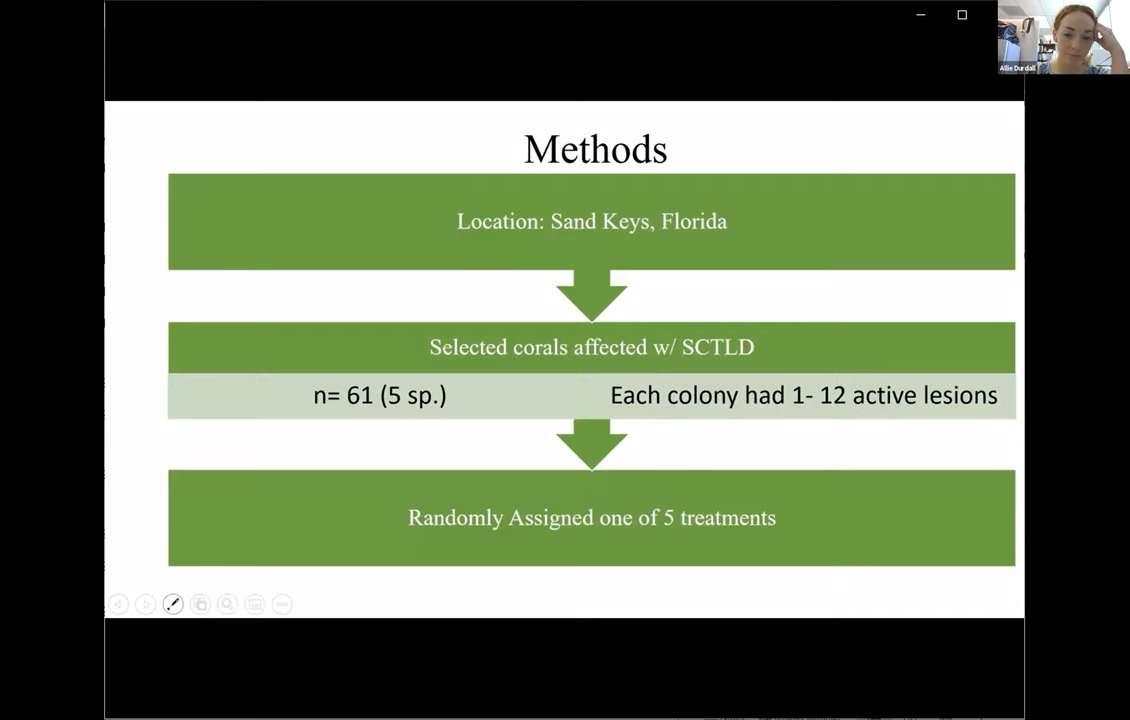 Allie Durdall
Methods
Location: Sand Keys, Florida
Selected corals affected w/ SCTLD
n= 61 (5 sp.)
Each colony had 1- 12 active lesions
Randomly Assigned one of 5 treatments